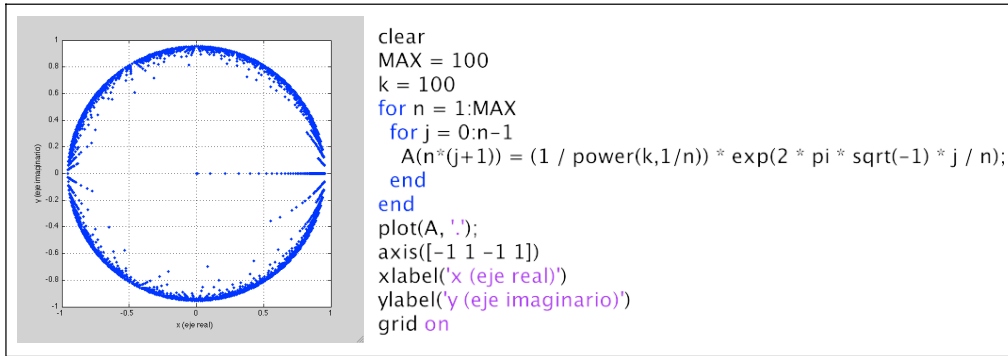 1
0.8
0.6
0.4
0.2
0
-0.2
-0.4
-0.6
-0.8
-1
-1
-0.5
0
0.5
1
x (eje real)
y (eje imaginario)
clear
MAX = 100
k = 100
for n = 1:MAX
for j = 0:n-1
A(n*(j+1)) = (1 / power(k,1/n)) * exp(2 * pi * sqrt(-1) * j / n);
end
end
plot(A, '.');
axis([-1 1 -1 1])
xlabel('x (eje real)')
ylabel('y (eje imaginario)')
grid on